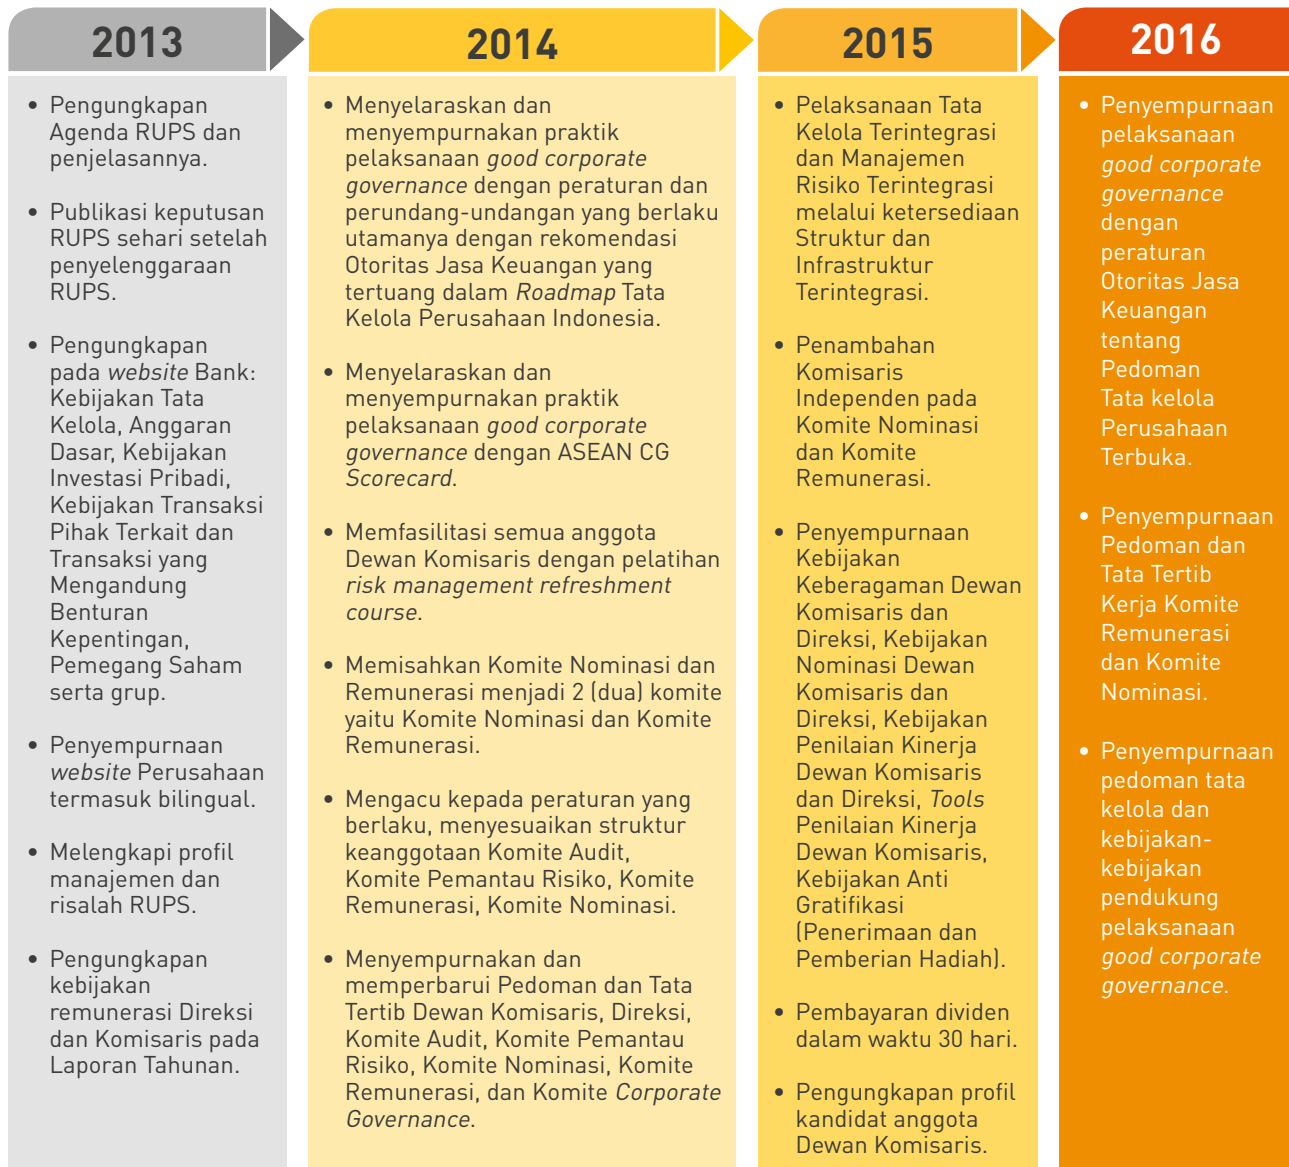 2013
• Pengungkapan
Agenda RUPS dan
penjelasannya.
• Publikasi keputusan
RUPS sehari setelah
penyelenggaraan
RUPS.
• Pengungkapan
pada website Bank:
Kebijakan Tata
Kelola, Anggaran
Dasar, Kebijakan
Investasi Pribadi,
Kebijakan Transaksi
Pihak Terkait dan
Transaksi yang
Mengandung
Benturan
Kepentingan,
Pemegang Saham
serta grup.
• Penyempurnaan
website Perusahaan
termasuk bilingual.
• Melengkapi profil
manajemen dan
risalah RUPS.
• Pengungkapan
kebijakan
remunerasi Direksi
dan Komisaris pada
Laporan Tahunan.
2014
• Menyelaraskan dan
menyempurnakan praktik
pelaksanaan good corporate
governance dengan peraturan dan
perundang-undangan yang berlaku
utamanya dengan rekomendasi
Otoritas Jasa Keuangan yang
tertuang dalam Roadmap Tata
Kelola Perusahaan Indonesia.
• Menyelaraskan dan
menyempurnakan praktik
pelaksanaan good corporate
governance dengan ASEAN CG
Scorecard.
• Memfasilitasi semua anggota
Dewan Komisaris dengan pelatihan
risk management refreshment
course.
• Memisahkan Komite Nominasi dan
Remunerasi menjadi 2 (dua) komite
yaitu Komite Nominasi dan Komite
Remunerasi.
• Mengacu kepada peraturan yang
berlaku, menyesuaikan struktur
keanggotaan Komite Audit,
Komite Pemantau Risiko, Komite
Remunerasi, Komite Nominasi.
• Menyempurnakan dan
memperbarui Pedoman dan Tata
Tertib Dewan Komisaris, Direksi,
Komite Audit, Komite Pemantau
Risiko, Komite Nominasi, Komite
Remunerasi, dan Komite Corporate
Governance.
2015
• Pelaksanaan Tata
Kelola Terintegrasi
dan Manajemen
Risiko Terintegrasi
melalui ketersediaan
Struktur dan
Infrastruktur
Terintegrasi.
• Penambahan
Komisaris
Independen pada
Komite Nominasi
dan Komite
Remunerasi.
• Penyempurnaan
Kebijakan
Keberagaman Dewan
Komisaris dan
Direksi, Kebijakan
Nominasi Dewan
Komisaris dan
Direksi, Kebijakan
Penilaian Kinerja
Dewan Komisaris
dan Direksi, Tools
Penilaian Kinerja
Dewan Komisaris,
Kebijakan Anti
Gratifikasi
(Penerimaan dan
Pemberian Hadiah).
• Pembayaran dividen
dalam waktu 30 hari.
• Pengungkapan profil
kandidat anggota
Dewan Komisaris.
2016
• Penyempurnaan
pelaksanaan
good corporate
governance
dengan
peraturan
Otoritas Jasa
Keuangan
tentang
Pedoman
Tata kelola
Perusahaan
Terbuka.
• Penyempurnaan
Pedoman dan
Tata Tertib
Kerja Komite
Remunerasi
dan Komite
Nominasi.
• Penyempurnaan
pedoman tata
kelola dan
kebijakan-
kebijakan
pendukung
pelaksanaan
good corporate
governance.